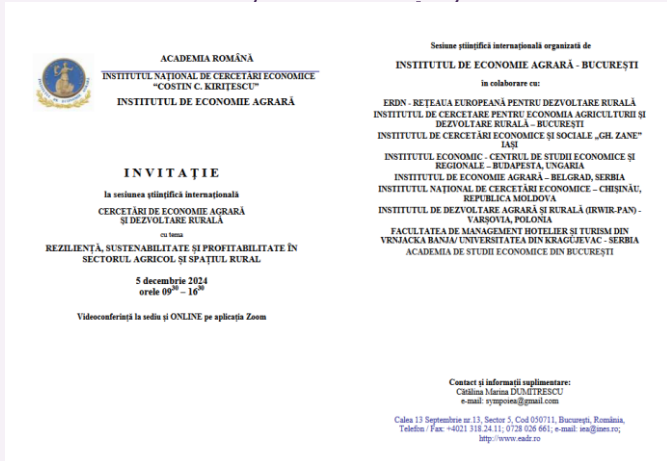 ACADEMIA ROMÂNĂ
INSTITUTUL NAȚIONAL DE CERCETĂRI ECONOMICE
"COSTIN C. KIRIȚESCU"
INSTITUTUL DE ECONOMIE AGRARĂ
INVITAȚIE
la sesiunea științifică internațională
CERCETĂRI DE ECONOMIE AGRARĂ
ȘI DEZVOLTARE RURALĂ
cu tema
REZILIENȚĂ, SUSTENABILITATE ȘI PROFITABILITATE ÎN
SECTORUL AGRICOL ȘI SPAȚIUL RURAL
5 decembrie 2024
orele 09³⁰ – 16³⁰
Videoconferință la sediu și ONLINE pe aplicația Zoom
Sesiune științifică internațională organizată de
INSTITUTUL DE ECONOMIE AGRARĂ - BUCUREȘTI
în colaborare cu:
ERDN - REȚEAUA EUROPEANĂ PENTRU DEZVOLTARE RURALĂ
INSTITUTUL DE CERCETARE PENTRU ECONOMIA AGRICULTURII ȘI
DEZVOLTARE RURALĂ – BUCUREȘTI
INSTITUTUL DE CERCETĂRI ECONOMICE ȘI SOCIALE „GH. ZANE"
IAȘI
INSTITUTUL ECONOMIC - CENTRUL DE STUDII ECONOMICE ȘI
REGIONALE – BUDAPESTA, UNGARIA
INSTITUTUL DE ECONOMIE AGRARĂ – BELGRAD, SERBIA
INSTITUTUL NAȚIONAL DE CERCETĂRI ECONOMICE – CHIȘINĂU,
REPUBLICA MOLDOVA
INSTITUTUL DE DEZVOLTARE AGRARĂ ȘI RURALĂ (IRWIR-PAN) -
VARȘOVIA, POLONIA
FACULTATEA DE MANAGEMENT HOTELIER ȘI TURISM DIN
VRNJACKA BANJA/ UNIVERSITATEA DIN KRAGUJEVAC - SERBIA
ACADEMIA DE STUDII ECONOMICE DIN BUCUREȘTI
Contact și informații suplimentare:
Cătălina Marina DUMITRESCU
e-mail: sympoiea@gmail.com
Calea 13 Septembrie nr.13, Sector 5, Cod 050711, București, România,
Telefon / Fax: +4021 318.24.11; 0728 026 661; e-mail: iea@ines.ro;
http://www.eadr.ro